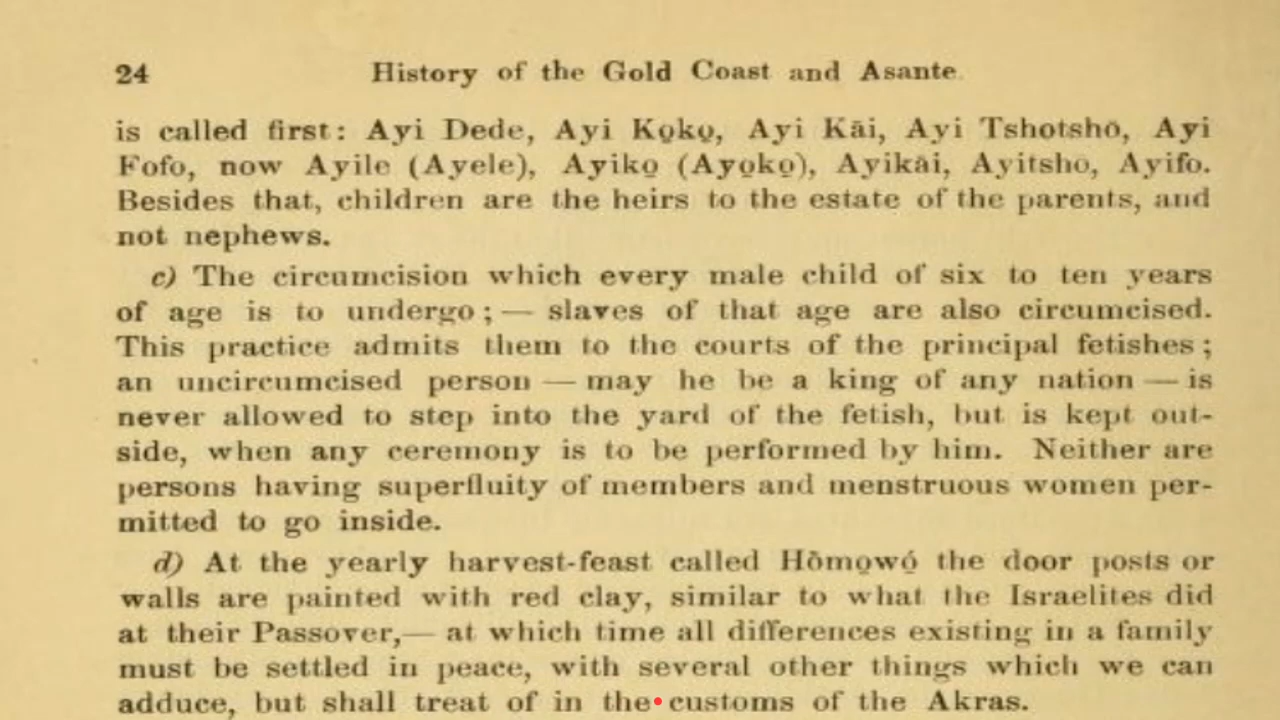 24 History of the Gold Coast and Asante
is called first: Ayi Dede, Ayi Kọkọ, Ayi Kāi, Ayi Tshotshō, Ayi
Fofo, now Ayile (Ayele), Ayikọ (Ayọkọ), Ayikāi, Ayitsho, Ayifo.
Besides that, children are the heirs to the estate of the parents, and
not nephews.
c) The circumcision which every male child of six to ten years
of age is to undergo; — slaves of that age are also circumcised.
This practice admits them to the courts of the principal fetishes;
an uncircumcised person — may he be a king of any nation — is
never allowed to step into the yard of the fetish, but is kept out-
side, when any ceremony is to be performed by him. Neither are
persons having superfluity of members and menstruous women per-
mitted to go inside.
d) At the yearly harvest-feast called Hōmọwọ́ the door posts or
walls are painted with red clay, similar to what the Israelites did
at their Passover,— at which time all differences existing in a family
must be settled in peace, with several other things which we can
adduce, but shall treat of in the customs of the Akras.